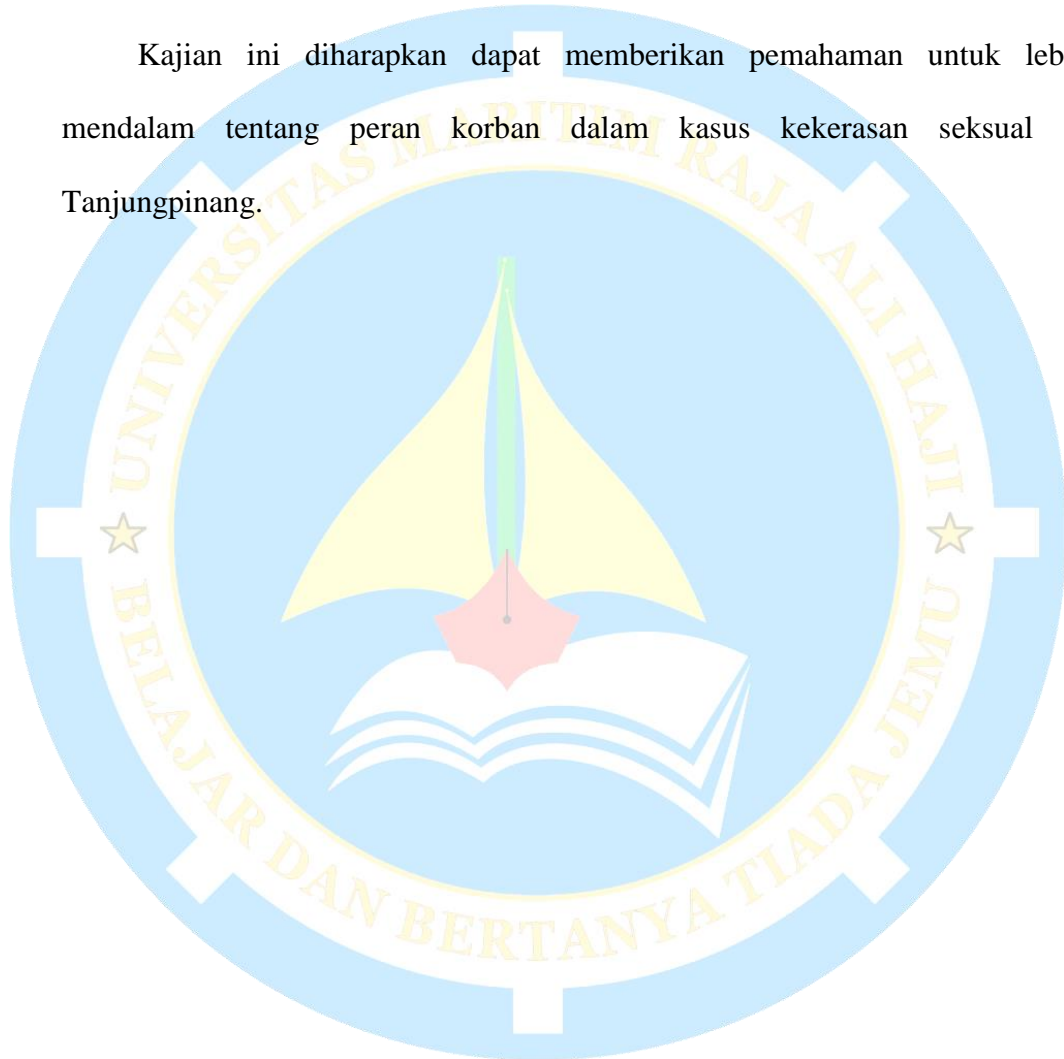 Kajian ini diharapkan dapat memberikan pemahaman untuk leb
mendalam tentang peran korban dalam kasus kekerasan seksual
Tanjungpinang.
UNIVERSITAS MARITIM RAJA ALI HAJI
BELAJAR DAN BERTANYA TIADA JEMU